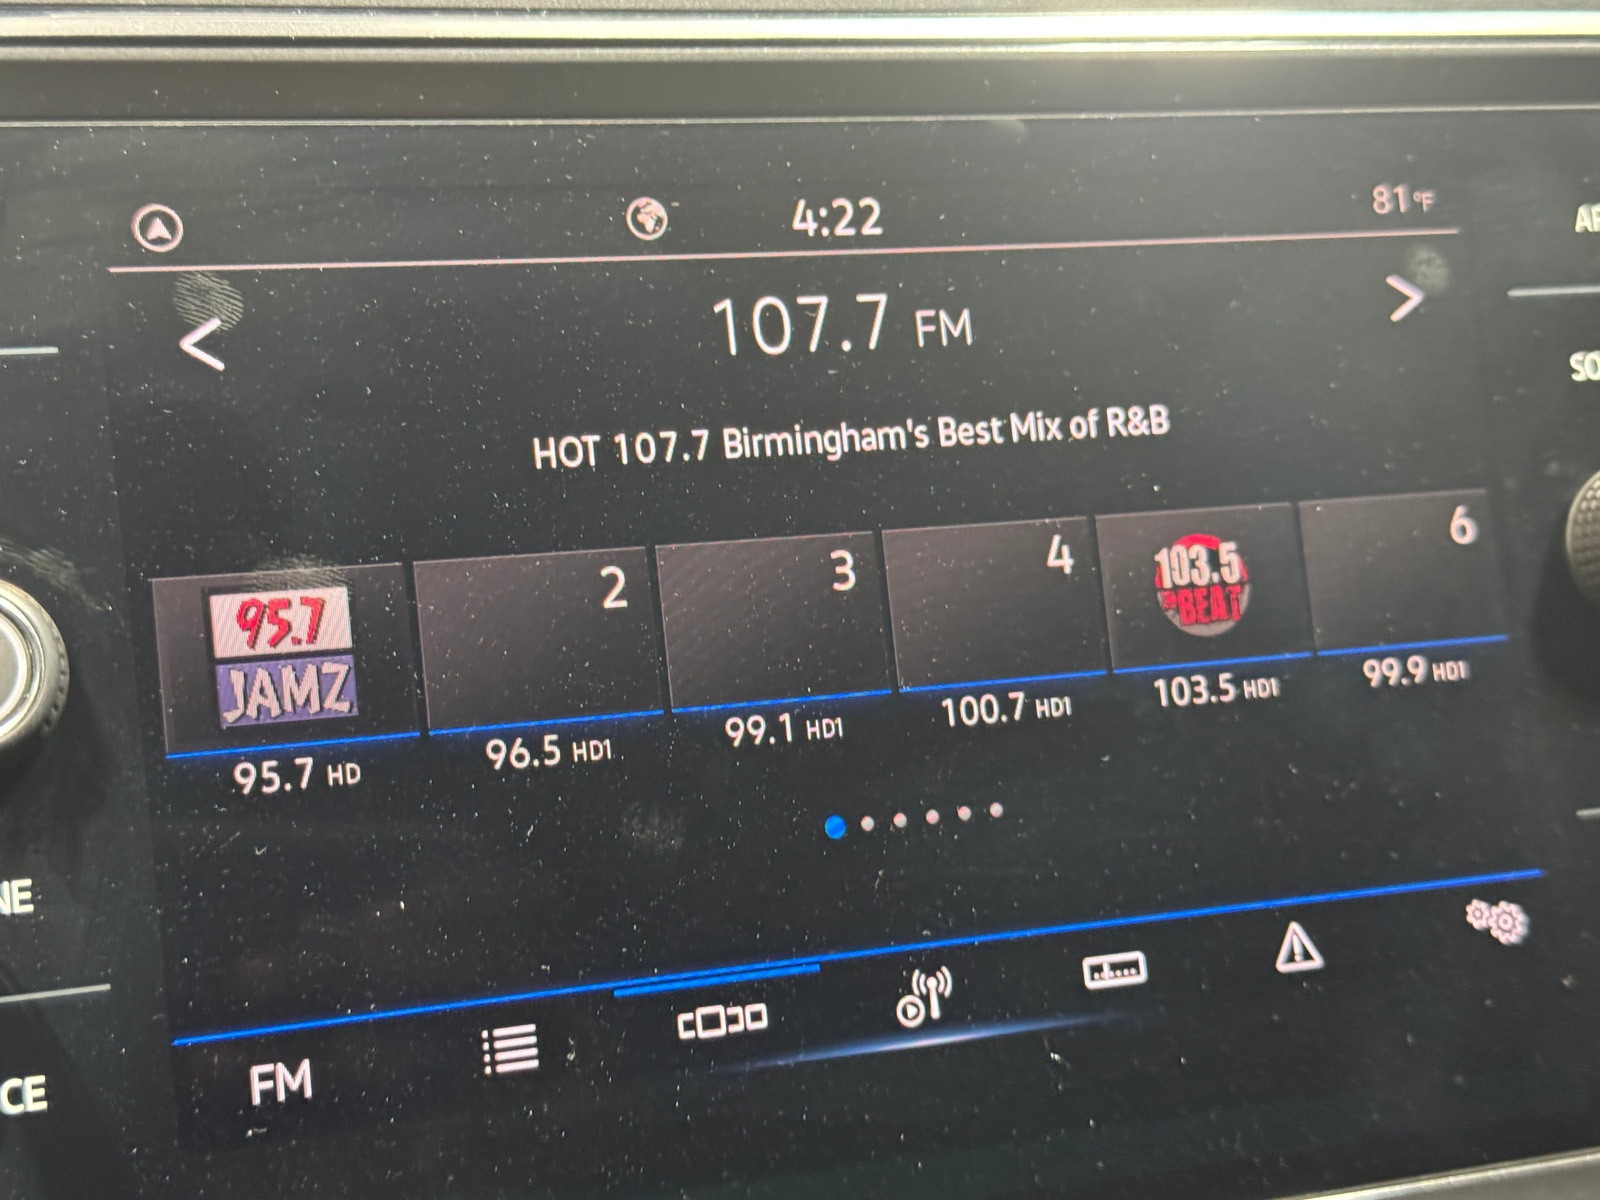 4:22
81°F
107.7 FM
HOT 107.7 Birmingham's Best Mix of R&B
95.7
JAMZ
95.7 HD
2
96.5 HD1
3
99.1 HD1
4
100.7 HD1
103.5
THE BEAT
103.5 HD1
6
99.9 HD1
FM